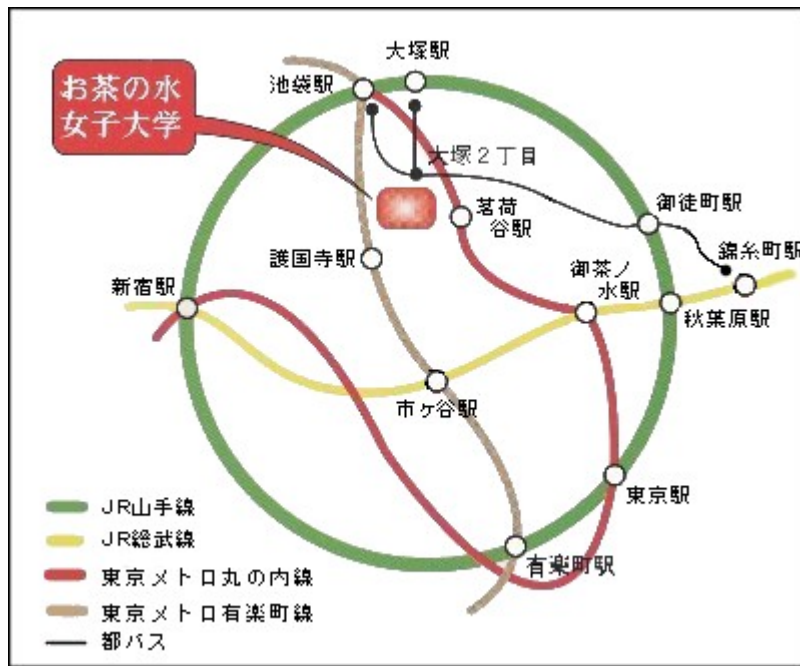 大塚駅
池袋駅
お茶の水
女子大学
大塚2丁目
茗荷
谷駅
御徒町駅
護国寺駅
錦糸町駅
御茶ノ
水駅
新宿駅
秋葉原駅
市ヶ谷駅
東京駅
有楽町駅
JR山手線
JR総武線
東京メトロ丸の内線
東京メトロ有楽町線
都バス